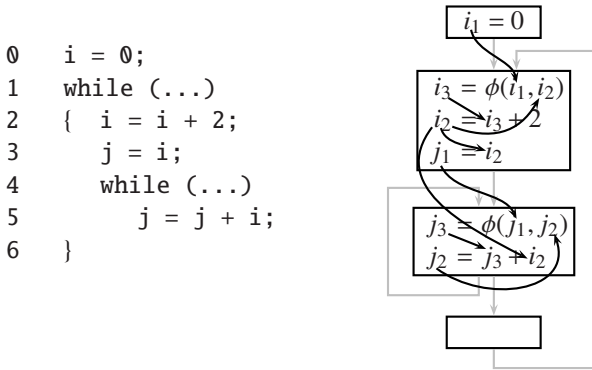 0 i = 0;
1 while (...)
2 { i = i + 2;
3 j = i;
4 while (...)
5 j = j + i;
6 }
i₁ = 0
i₃ = ϕ(i₁, i₂)
i₂ = i₃ + 2
j₁ = i₂
j₃ = ϕ(j₁, j₂)
j₂ = j₃ + i₂